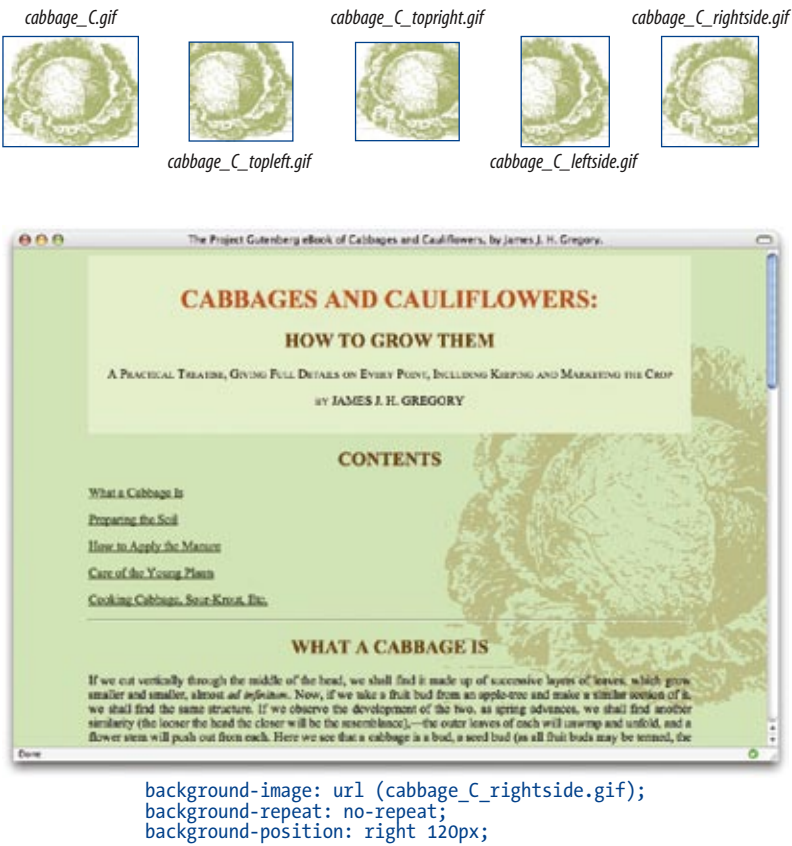 cabbage_C.gif
cabbage_C_topright.gif
cabbage_C_rightside.gif
cabbage_C_topleft.gif
cabbage_C_leftside.gif
The Project Gutenberg eBook of Cabbages and Cauliflowers, by James J. H. Gregory.
CABBAGES AND CAULIFLOWERS:
HOW TO GROW THEM
A Practical Treatise, Giving Full Details on Every Point, Including Keeping and Marketing the Crop
BY JAMES J. H. GREGORY
CONTENTS
What a Cabbage Is
Preparing the Soil
How to Apply the Manure
Care of the Young Plants
Cooking Cabbage, Sour-Krout, Etc.
WHAT A CABBAGE IS
If we cut vertically through the middle of the head, we shall find it made up of successive layers of leaves, which grow
smaller and smaller, almost ad infinitum. Now, if we take a fruit bud from an apple-tree and make a similar section of it,
we shall find the same structure. If we observe the development of the two, as spring advances, we shall find another
similarity (the looser the head the closer will be the resemblance),—the outer leaves of each will unwrap and unfold, and a
flower stem will push out from each. Here we see that a cabbage is a bud, a seed bud (as all fruit buds may be termed, the
Done
background-image: url (cabbage_C_rightside.gif);
background-repeat: no-repeat;
background-position: right 120px;